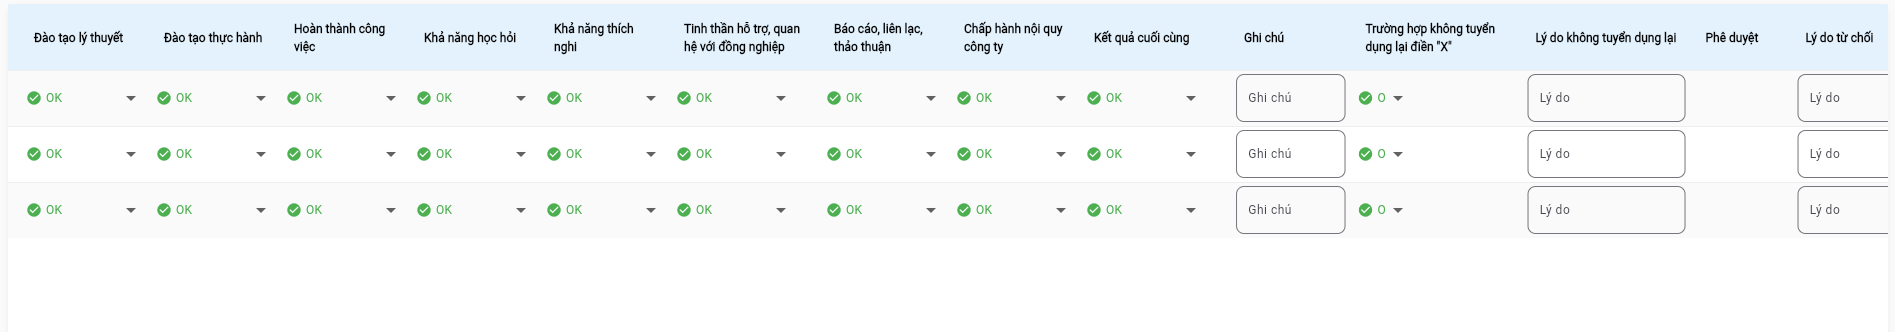 Đào tạo lý thuyết
Đào tạo thực hành
Hoàn thành công
việc
Khả năng học hỏi
Khả năng thích
nghi
Tinh thần hỗ trợ, quan
hệ với đồng nghiệp
Báo cáo, liên lạc,
thảo thuận
Chấp hành nội quy
công ty
Kết quả cuối cùng
Ghi chú
Trường hợp không tuyển
dụng lại điền "X"
Lý do không tuyển dụng lại
Phê duyệt
Lý do từ chối
OK OK OK OK OK OK OK OK OK Ghi chú O Lý do Lý do
OK OK OK OK OK OK OK OK OK Ghi chú O Lý do Lý do
OK OK OK OK OK OK OK OK OK Ghi chú O Lý do Lý do